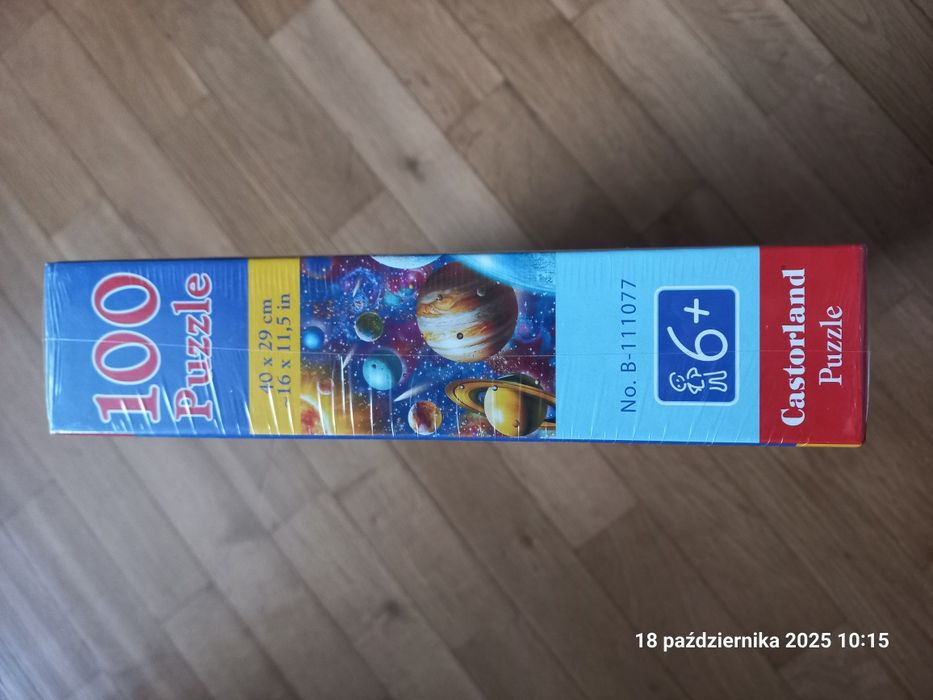 100
Puzzle
40 x 29 cm
~16 x 11,5 in
No. B-111077
6+
Castorland
Puzzle
18 października 2025 10:15